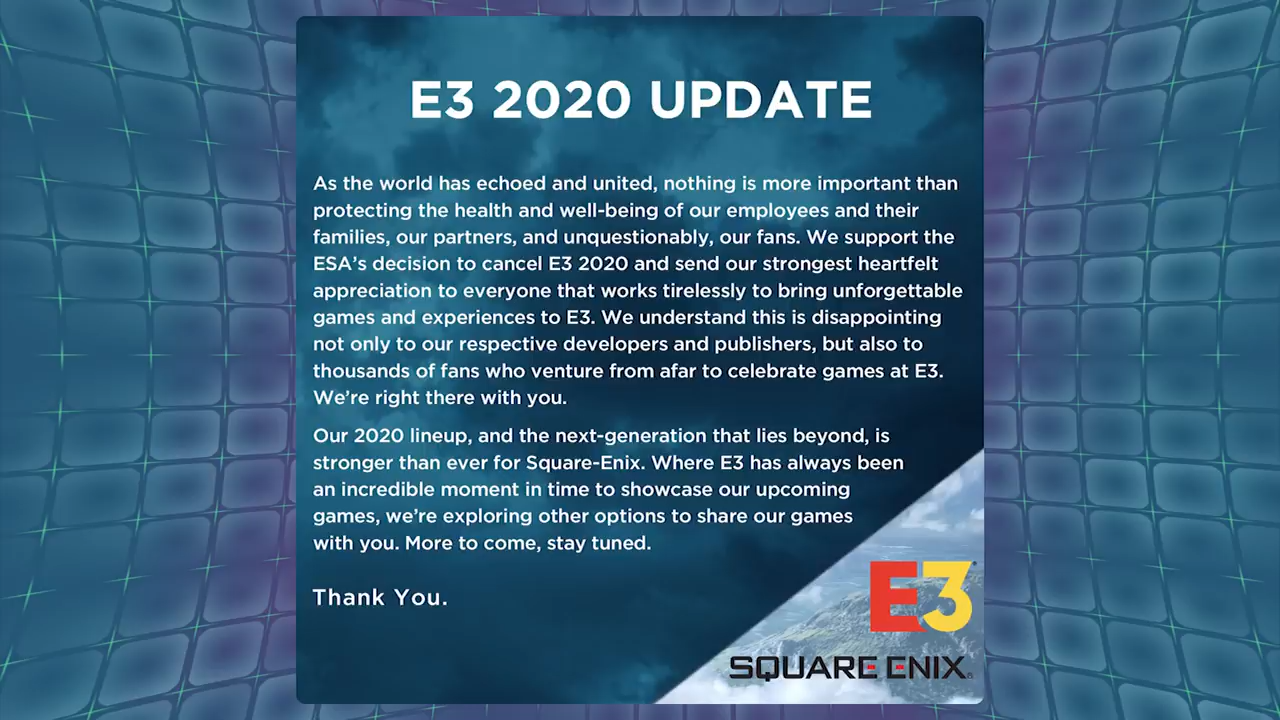 E3 2020 UPDATE
As the world has echoed and united, nothing is more important than
protecting the health and well-being of our employees and their
families, our partners, and unquestionably, our fans. We support the
ESA's decision to cancel E3 2020 and send our strongest heartfelt
appreciation to everyone that works tirelessly to bring unforgettable
games and experiences to E3. We understand this is disappointing
not only to our respective developers and publishers, but also to
thousands of fans who venture from afar to celebrate games at E3.
We're right there with you.
Our 2020 lineup, and the next-generation that lies beyond, is
stronger than ever for Square-Enix. Where E3 has always been
an incredible moment in time to showcase our upcoming
games, we're exploring other options to share our games
with you. More to come, stay tuned.
Thank You.
E3
SQUARE ENIX